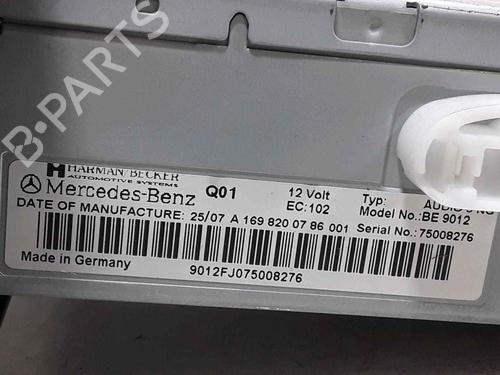 B-PARTS
HARMAN/BECKER
AUTOMOTIVE SYSTEMS
Mercedes-Benz Q01 12 Volt Typ: AUDIO
EC: 102 Model No.: BE 9012
DATE OF MANUFACTURE: 25/07 A 169 820 07 86 001 Serial No.: 75008276
Made in Germany
9012FJ075008276